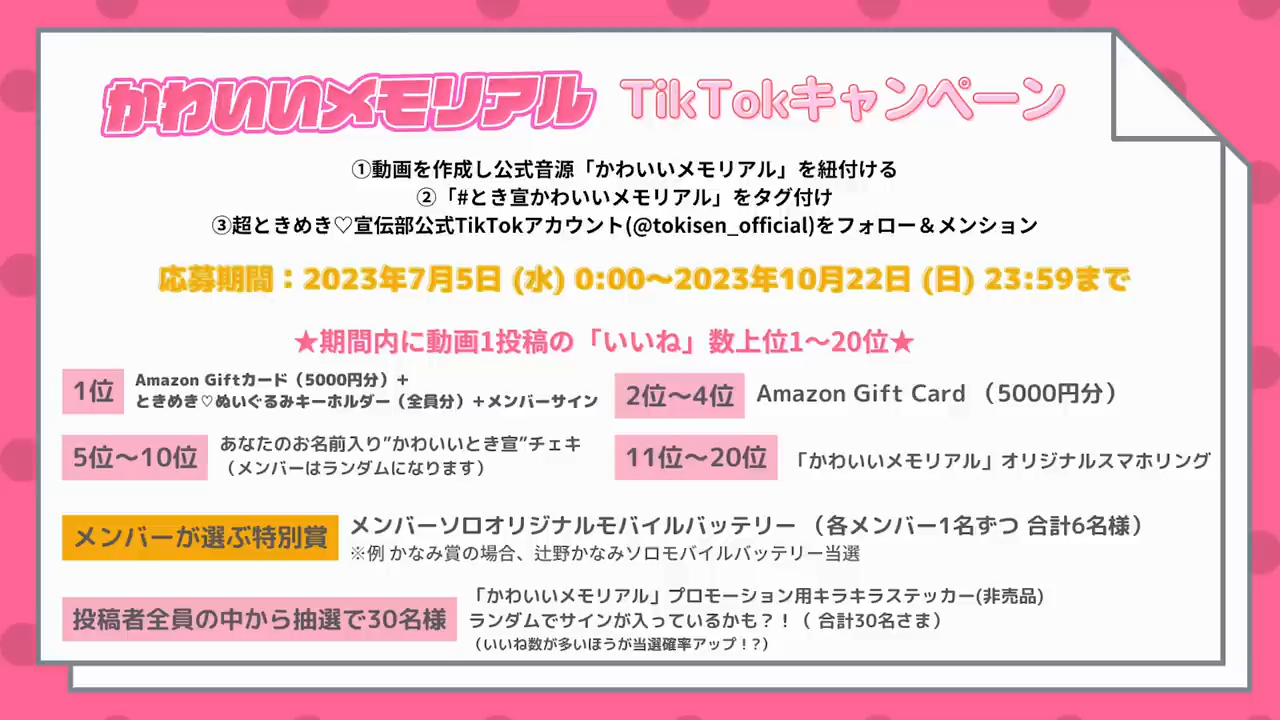 かわいいメモリアル TikTokキャンペーン
①動画を作成し公式音源「かわいいメモリアル」を紐付ける
②「#とき宣かわいいメモリアル」をタグ付け
③超ときめき♡宣伝部公式TikTokアカウント(@tokisen_official)をフォロー＆メンション
応募期間：2023年7月5日 (水) 0:00〜2023年10月22日 (日) 23:59まで
★期間内に動画1投稿の「いいね」数上位1〜20位★
1位
Amazon Giftカード（5000円分）＋
ときめき♡ぬいぐるみキーホルダー（全員分）＋メンバーサイン
2位〜4位
Amazon Gift Card （5000円分）
5位〜10位
あなたのお名前入り”かわいいとき宣”チェキ
（メンバーはランダムになります）
11位〜20位
「かわいいメモリアル」オリジナルスマホリング
メンバーが選ぶ特別賞
メンバーソロオリジナルモバイルバッテリー （各メンバー1名ずつ 合計6名様）
※例 かなみ賞の場合、辻野かなみソロモバイルバッテリー当選
投稿者全員の中から抽選で30名様
「かわいいメモリアル」プロモーション用キラキラステッカー(非売品)
ランダムでサインが入っているかも？！（ 合計30名さま）
（いいね数が多いほうが当選確率アップ！?）